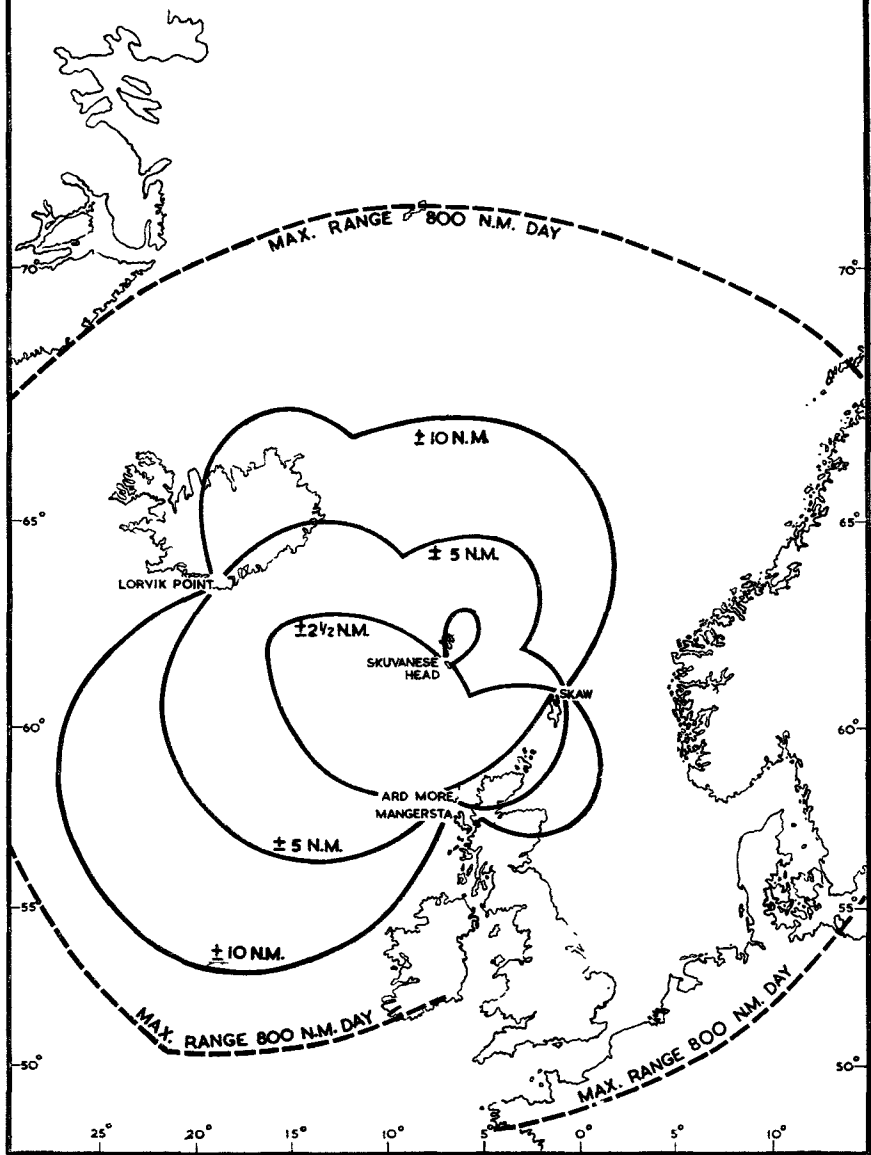 MAX. RANGE 800 N.M. DAY
70°
70°
± 10 N.M.
65°
65°
± 5 N.M.
LORVIK POINT
±2½ N.M.
SKUVANESE
HEAD
SKAW
60°
60°
ARD MORE
MANGERSTA
± 5 N.M.
55°
55°
± 10 N.M.
MAX. RANGE 800 N.M. DAY
MAX. RANGE 800 N.M. DAY
50°
50°
25°
20°
15°
10°
5°
0°
5°
10°